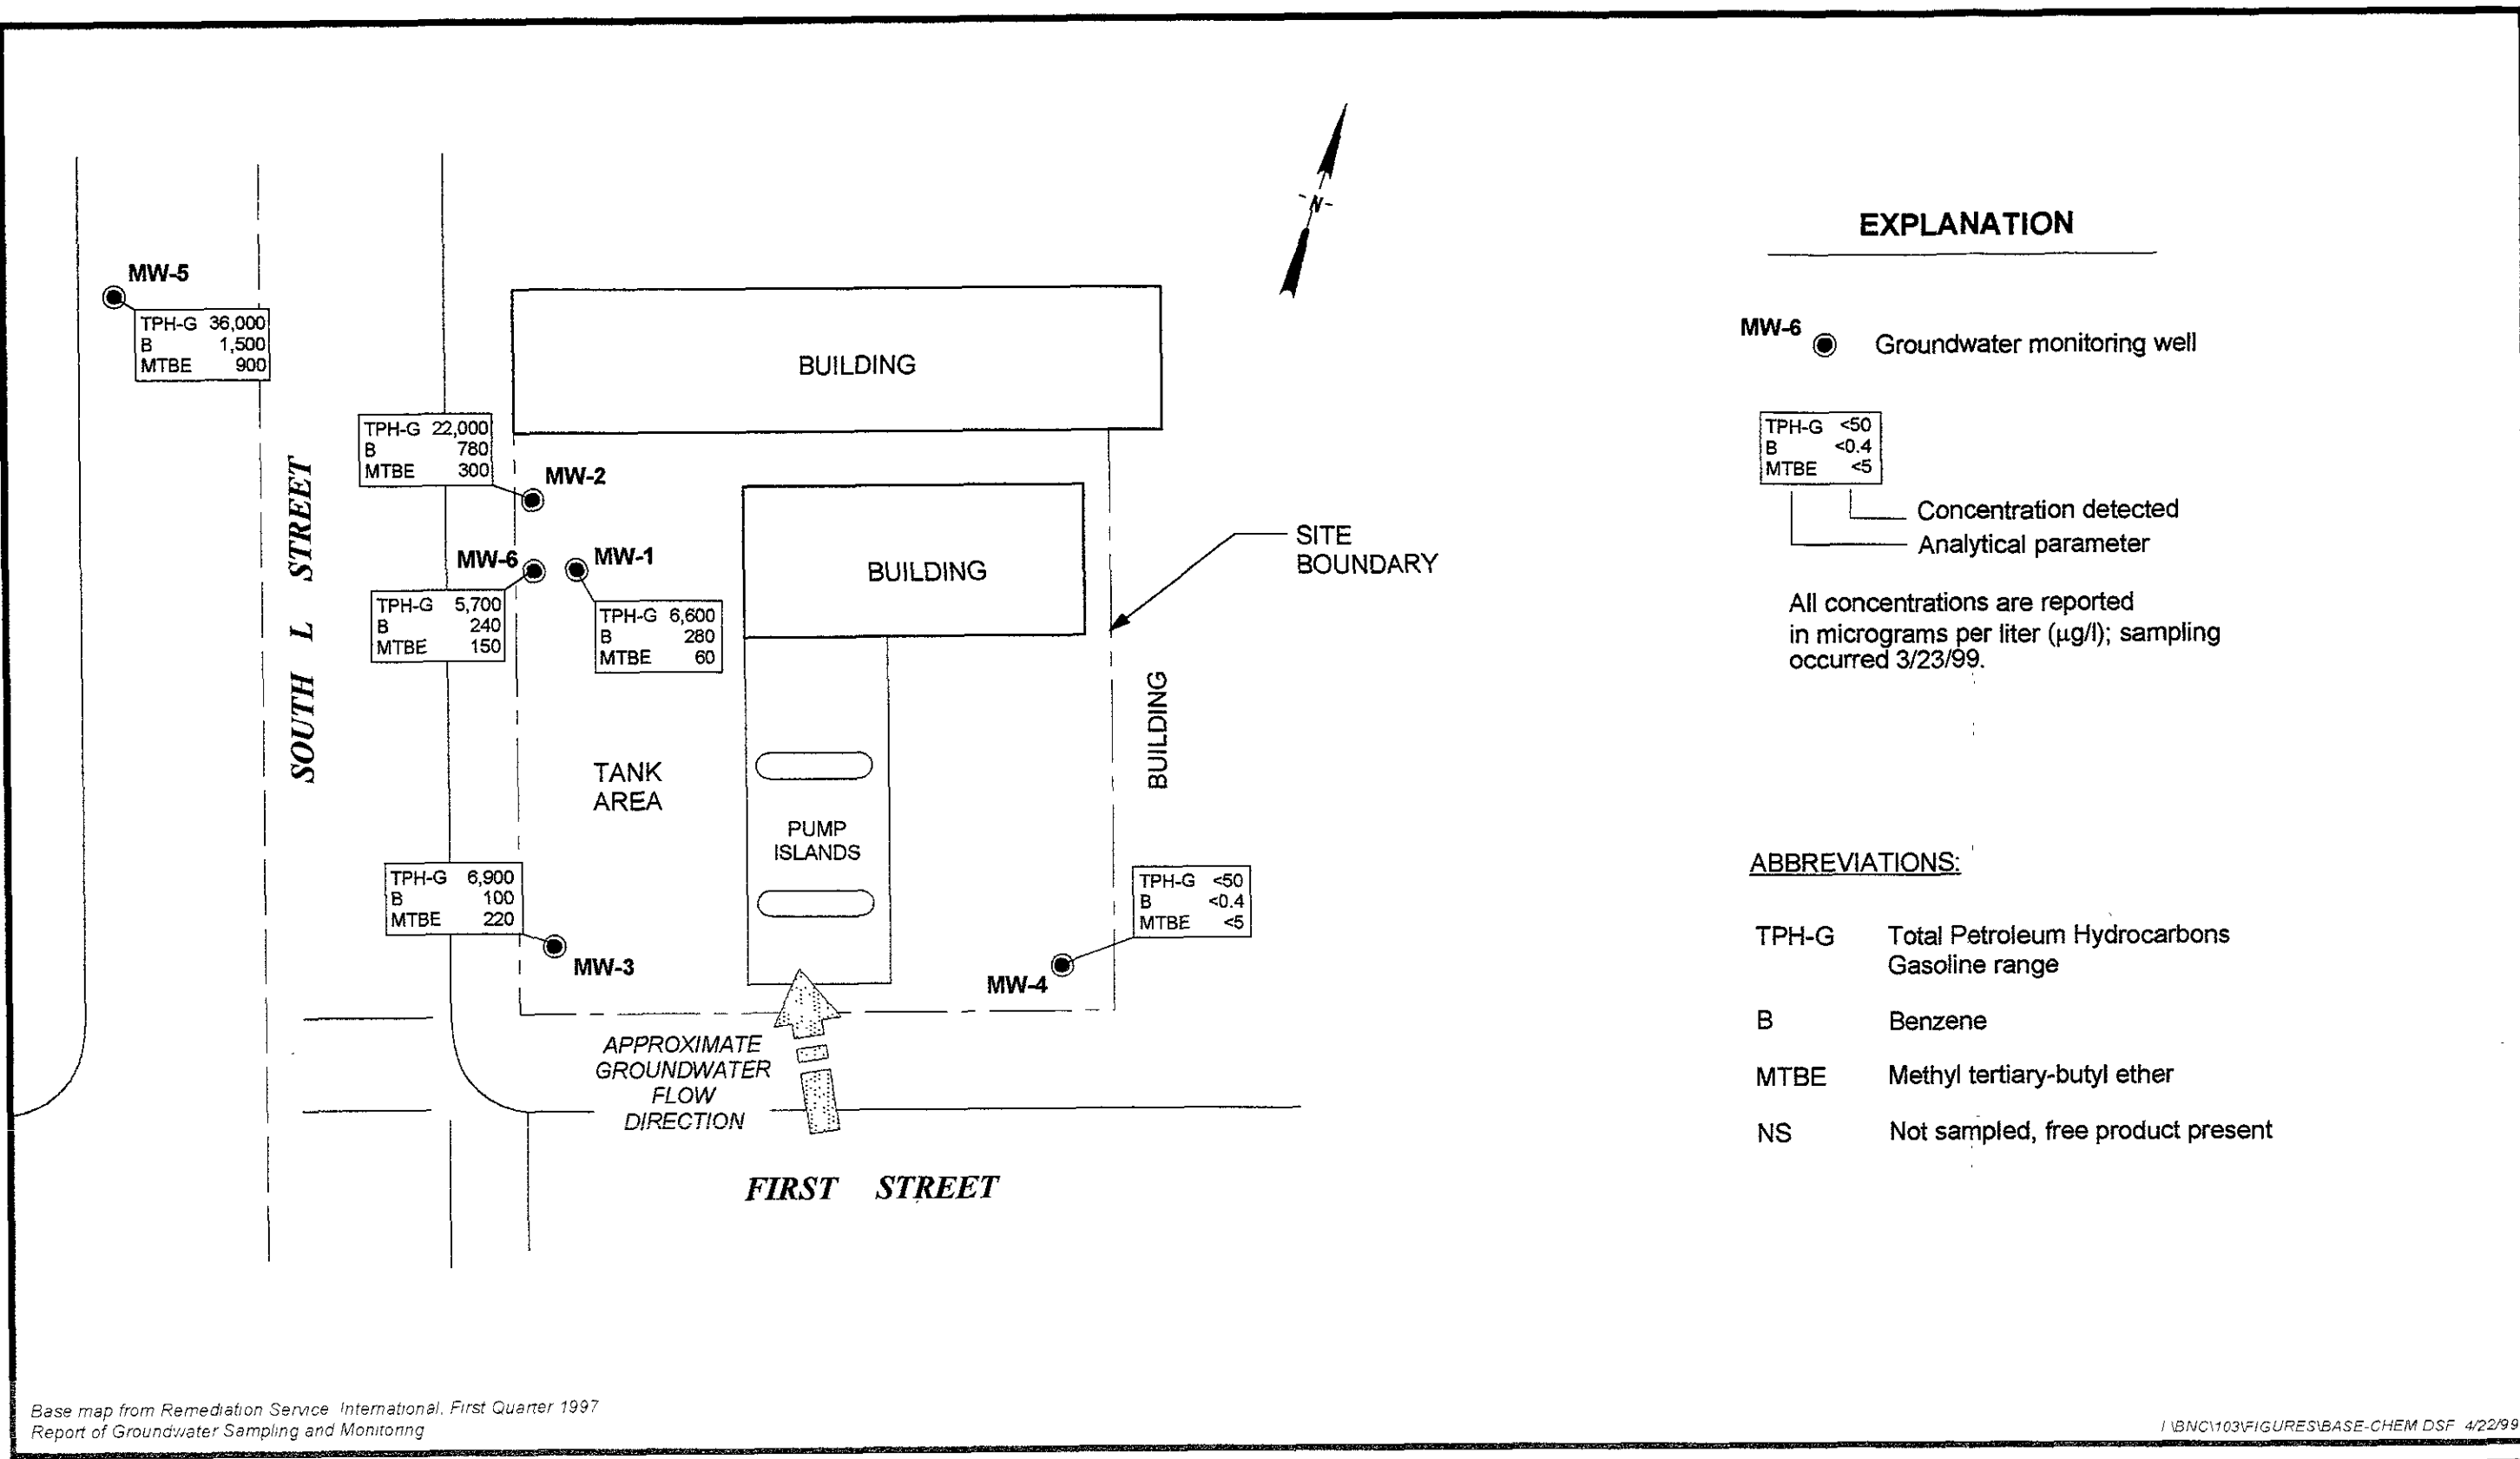 MW-5
TPH-G 36,000
B 1,500
MTBE 900
TPH-G 22,000
B 780
MTBE 300
MW-2
MW-6
TPH-G 5,700
B 240
MTBE 150
MW-1
TPH-G 6,600
B 280
MTBE 60
TPH-G 6,900
B 100
MTBE 220
MW-3
TPH-G <50
B <0.4
MTBE <5
MW-4
SOUTH L STREET
BUILDING
BUILDING
BUILDING
TANK
AREA
PUMP
ISLANDS
SITE
BOUNDARY
N
APPROXIMATE
GROUNDWATER
FLOW
DIRECTION
FIRST STREET
EXPLANATION
MW-6
Groundwater monitoring well
TPH-G <50
B <0.4
MTBE <5
Concentration detected
Analytical parameter
All concentrations are reported
in micrograms per liter (µg/l); sampling
occurred 3/23/99.
ABBREVIATIONS:
TPH-G Total Petroleum Hydrocarbons
Gasoline range
B Benzene
MTBE Methyl tertiary-butyl ether
NS Not sampled, free product present
Base map from Remediation Service International, First Quarter 1997
Report of Groundwater Sampling and Monitoring
I \BNC\103\FIGURES\BASE-CHEM DSF 4/22/99